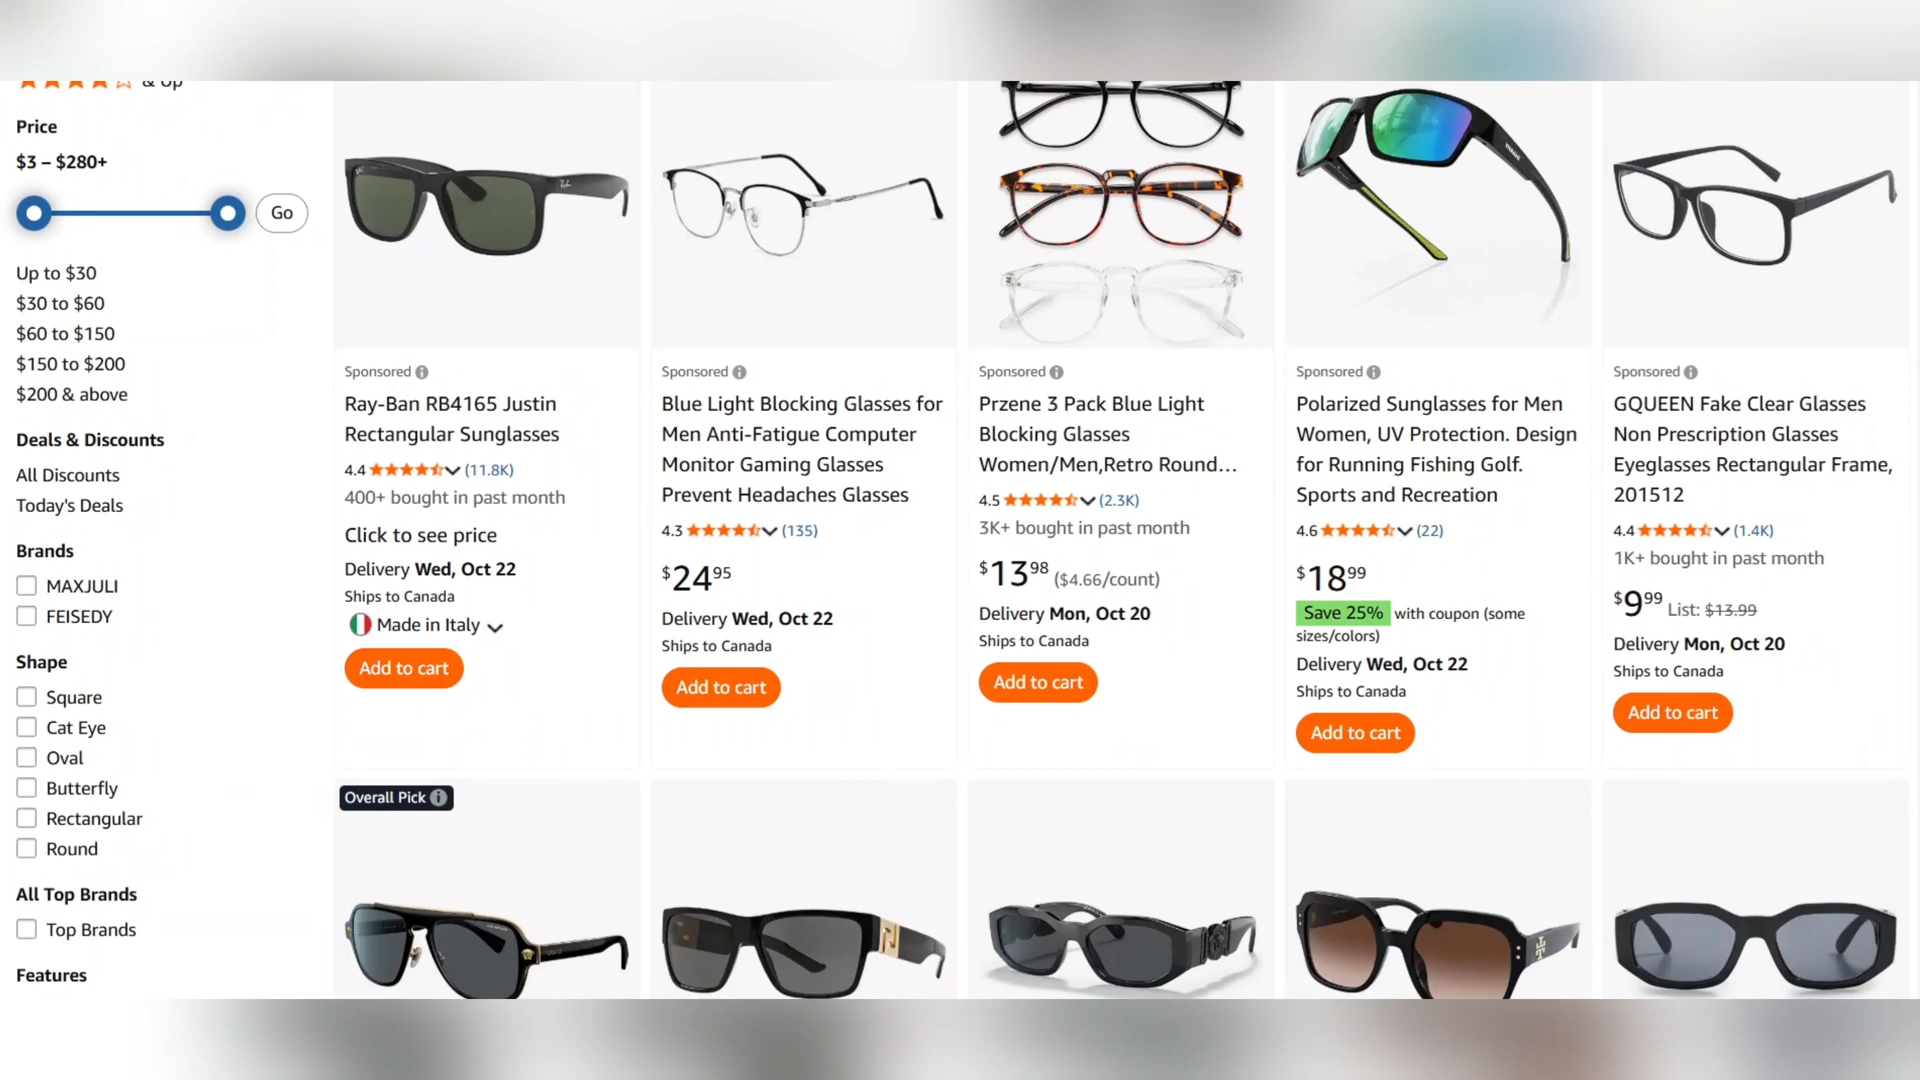 & Up
Price
$3 – $280+
Go
Up to $30
$30 to $60
$60 to $150
$150 to $200
$200 & above
Deals & Discounts
All Discounts
Today's Deals
Brands
MAXJULI
FEISEDY
Shape
Square
Cat Eye
Oval
Butterfly
Rectangular
Round
All Top Brands
Top Brands
Features
Sponsored
Ray-Ban RB4165 Justin
Rectangular Sunglasses
4.4 (11.8K)
400+ bought in past month
Click to see price
Delivery Wed, Oct 22
Ships to Canada
Made in Italy
Add to cart
Sponsored
Blue Light Blocking Glasses for
Men Anti-Fatigue Computer
Monitor Gaming Glasses
Prevent Headaches Glasses
4.3 (135)
$24 95
Delivery Wed, Oct 22
Ships to Canada
Add to cart
Sponsored
Przene 3 Pack Blue Light
Blocking Glasses
Women/Men,Retro Round...
4.5 (2.3K)
3K+ bought in past month
$13 98 ($4.66/count)
Delivery Mon, Oct 20
Ships to Canada
Add to cart
Sponsored
Polarized Sunglasses for Men
Women, UV Protection. Design
for Running Fishing Golf.
Sports and Recreation
4.6 (22)
$18 99
Save 25% with coupon (some
sizes/colors)
Delivery Wed, Oct 22
Ships to Canada
Add to cart
Sponsored
GQUEEN Fake Clear Glasses
Non Prescription Glasses
Eyeglasses Rectangular Frame,
201512
4.4 (1.4K)
1K+ bought in past month
$9 99 List: $13.99
Delivery Mon, Oct 20
Ships to Canada
Add to cart
Overall Pick